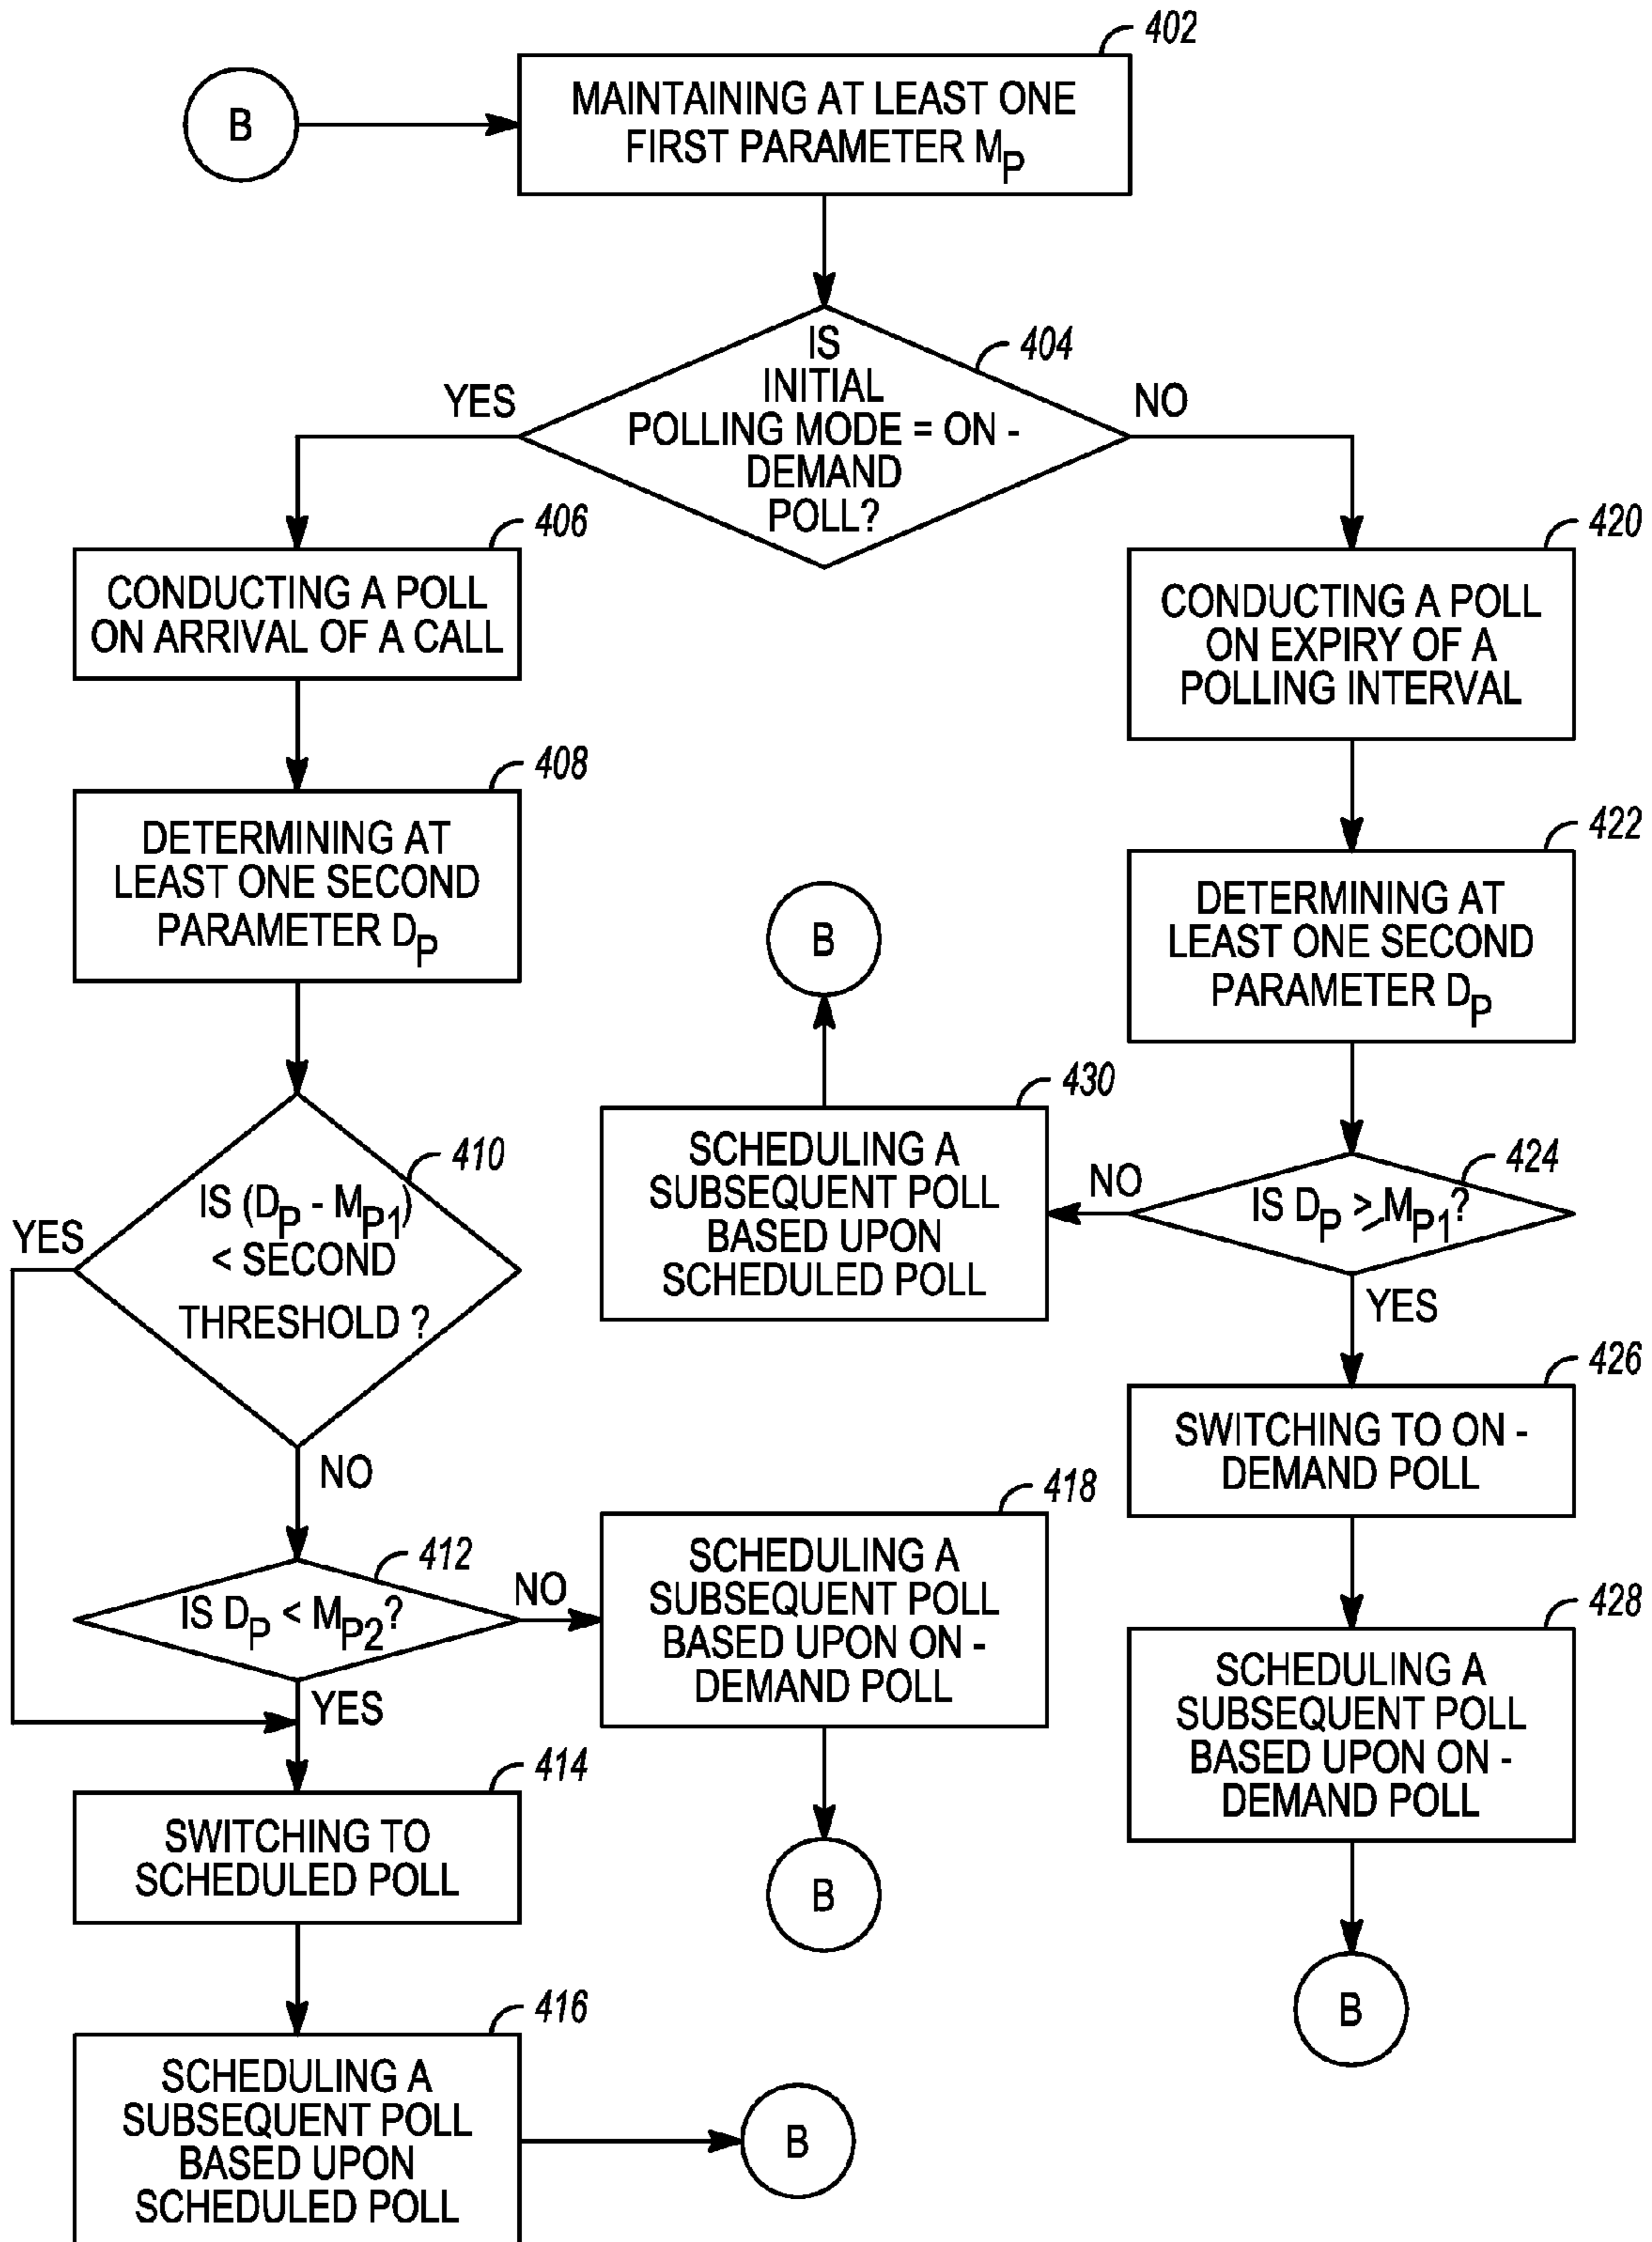 402
B
MAINTAINING AT LEAST ONE
FIRST PARAMETER MP
404
IS
INITIAL
POLLING MODE = ON -
DEMAND
POLL?
YES
NO
406
CONDUCTING A POLL
ON ARRIVAL OF A CALL
408
DETERMINING AT
LEAST ONE SECOND
PARAMETER DP
410
IS (DP - MP1)
< SECOND
THRESHOLD ?
YES
NO
412
IS DP < MP2?
NO
YES
414
SWITCHING TO
SCHEDULED POLL
416
SCHEDULING A
SUBSEQUENT POLL
BASED UPON
SCHEDULED POLL
B
418
SCHEDULING A
SUBSEQUENT POLL
BASED UPON ON -
DEMAND POLL
B
420
CONDUCTING A POLL
ON EXPIRY OF A
POLLING INTERVAL
422
DETERMINING AT
LEAST ONE SECOND
PARAMETER DP
424
IS DP ≥ MP1?
NO
YES
430
SCHEDULING A
SUBSEQUENT POLL
BASED UPON
SCHEDULED POLL
B
426
SWITCHING TO ON -
DEMAND POLL
428
SCHEDULING A
SUBSEQUENT POLL
BASED UPON ON -
DEMAND POLL
B